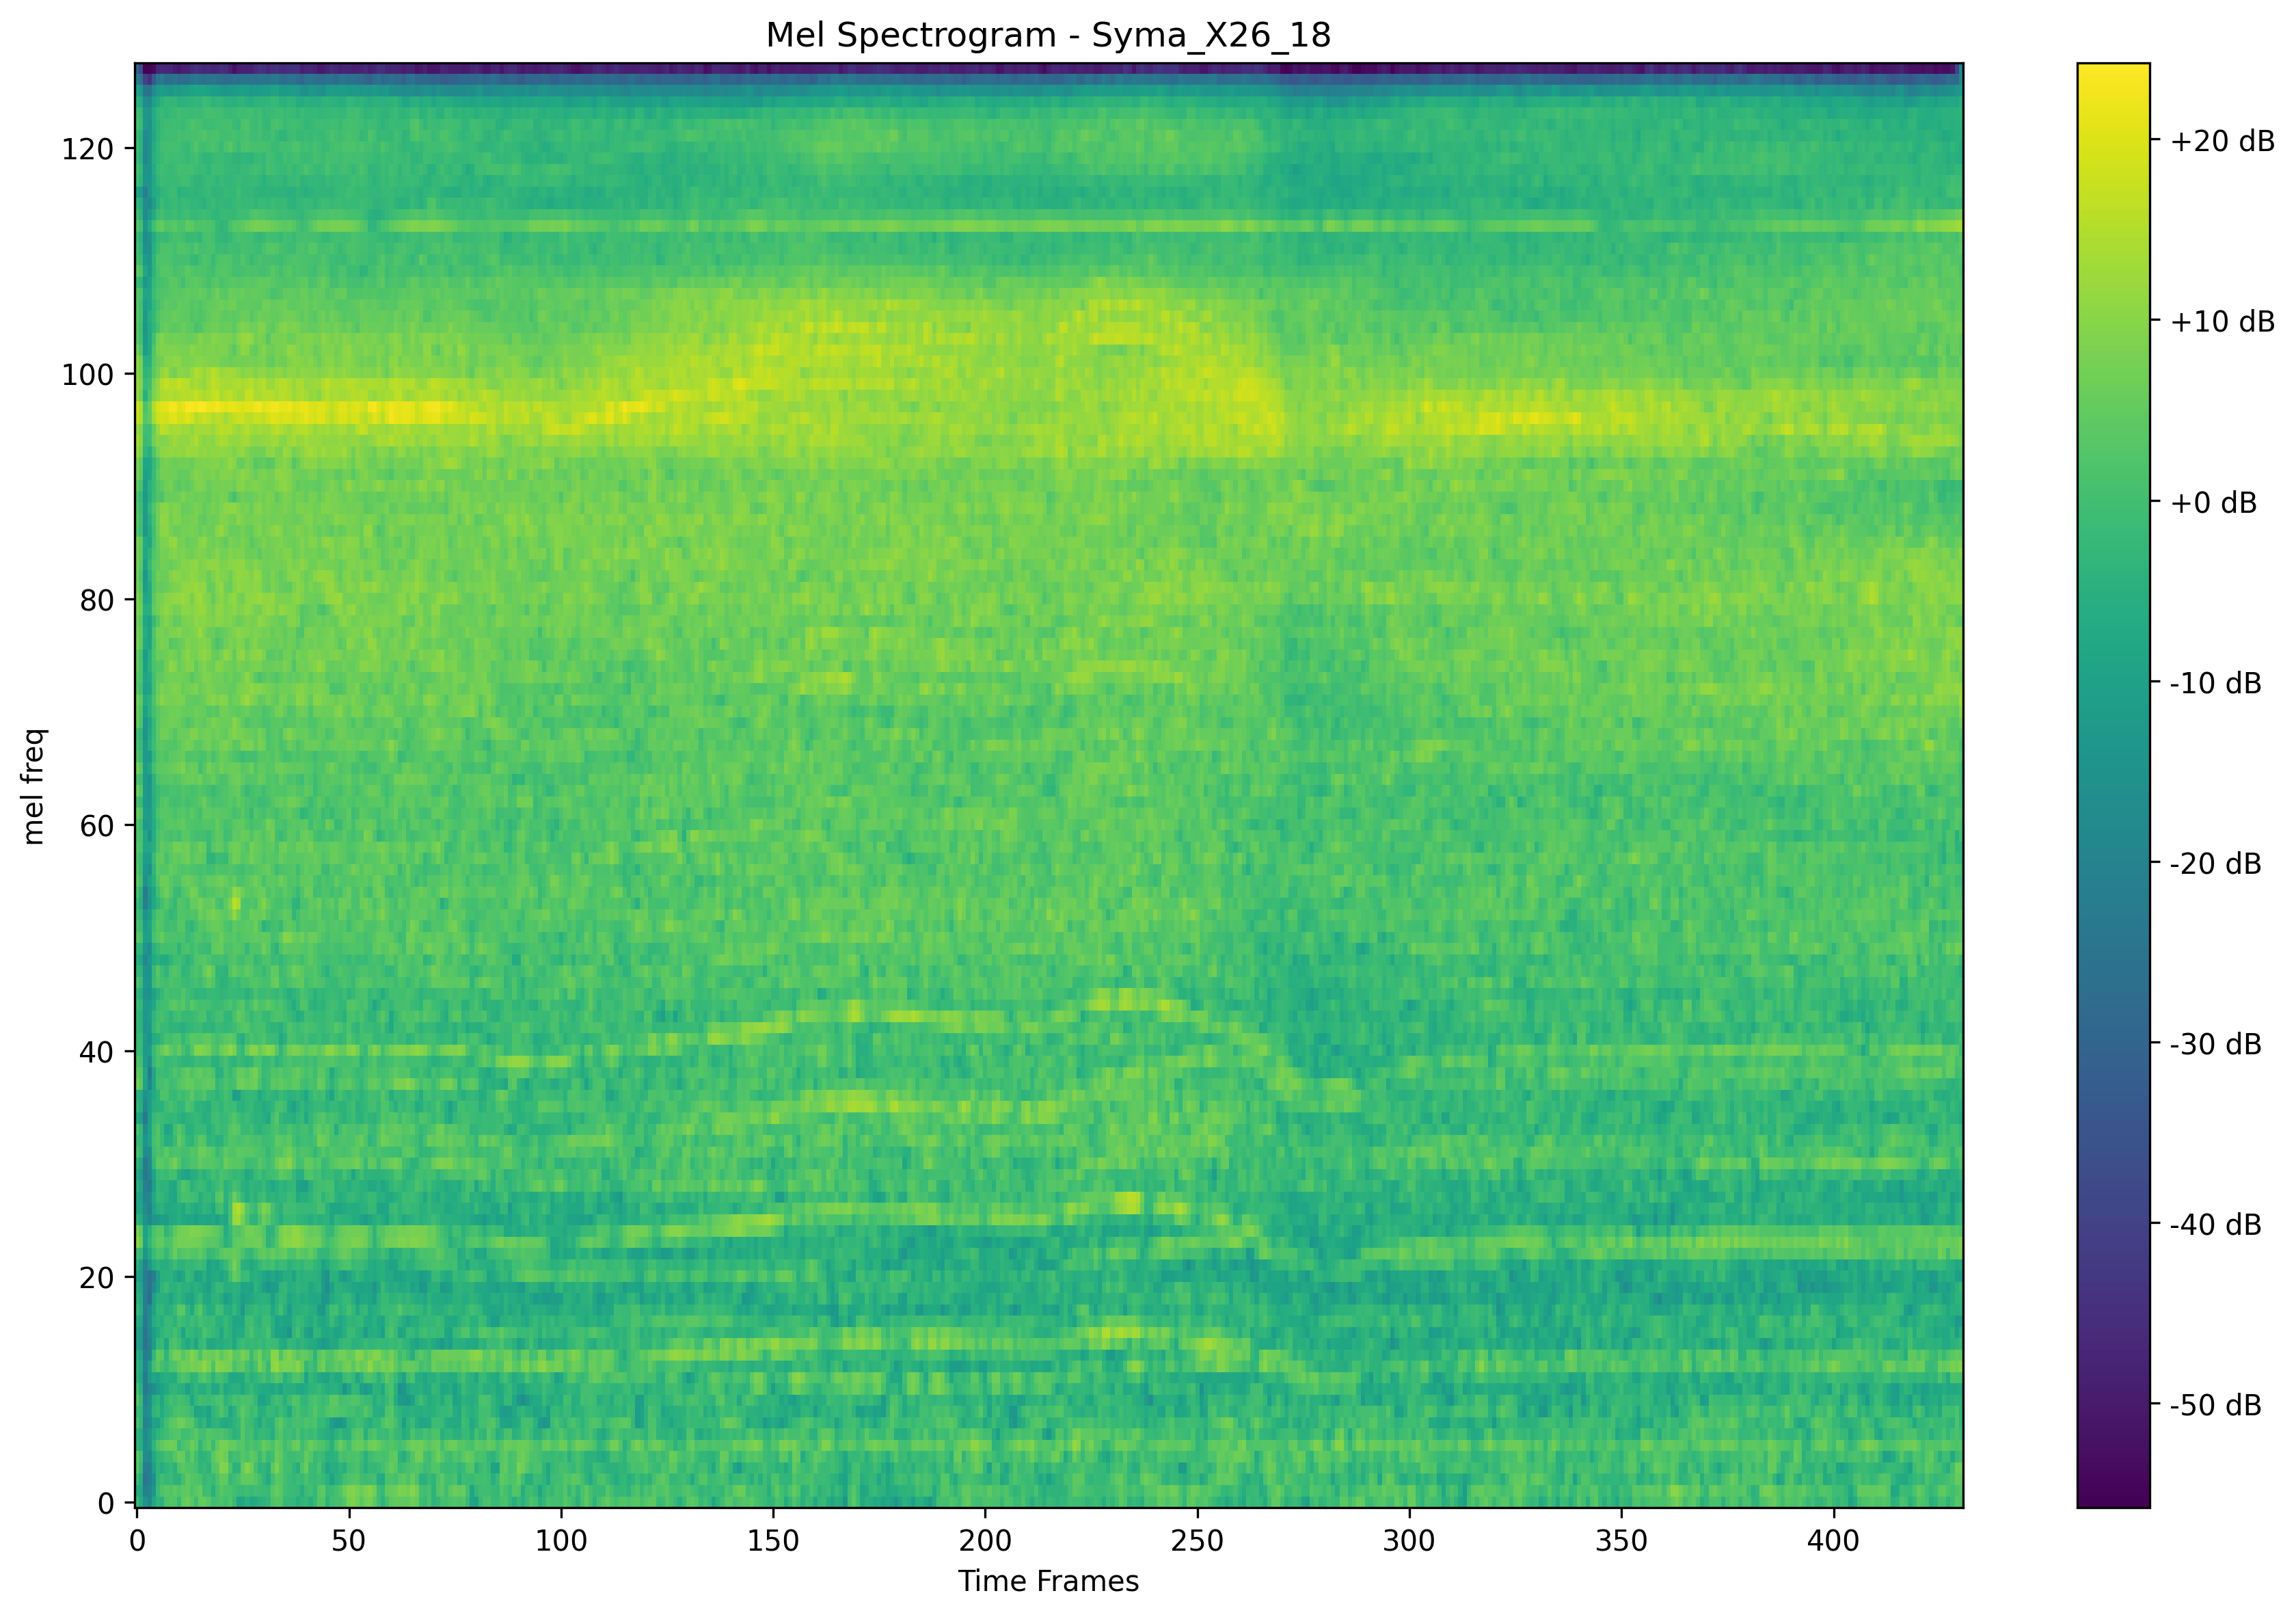 Mel Spectrogram - Syma_X26_18
mel freq
120
100
80
60
40
20
0
0 50 100 150 200 250 300 350 400
Time Frames
+20 dB
+10 dB
+0 dB
-10 dB
-20 dB
-30 dB
-40 dB
-50 dB